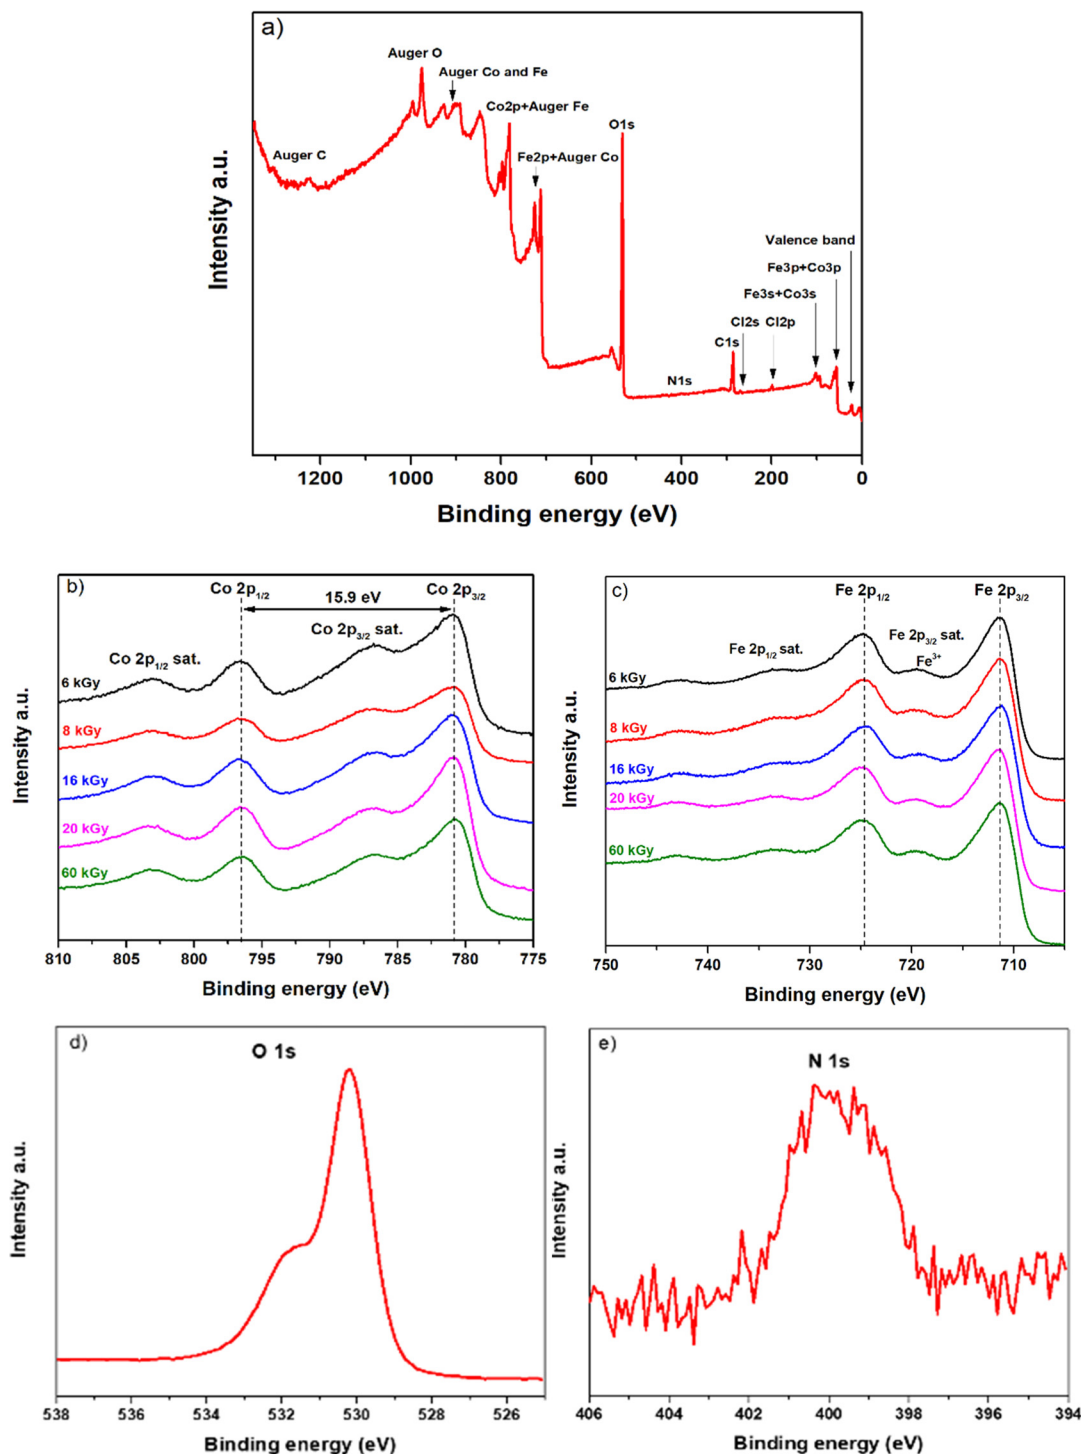 a)
Auger O
Auger Co and Fe
Co2p+Auger Fe
O1s
Auger C
Fe2p+Auger Co
Valence band
Fe3p+Co3p
Fe3s+Co3s
Cl2s Cl2p
C1s
N1s
Intensity a.u.
1200 1000 800 600 400 200 0
Binding energy (eV)
b)
Co 2p1/2 Co 2p3/2
15.9 eV
Co 2p3/2 sat.
Co 2p1/2 sat.
6 kGy
8 kGy
16 kGy
20 kGy
60 kGy
Intensity a.u.
810 805 800 795 790 785 780 775
Binding energy (eV)
c)
Fe 2p1/2 Fe 2p3/2
Fe 2p3/2 sat.
Fe 2p1/2 sat.
Fe3+
6 kGy
8 kGy
16 kGy
20 kGy
60 kGy
Intensity a.u.
750 740 730 720 710
Binding energy (eV)
d)
O 1s
Intensity a.u.
538 536 534 532 530 528 526
Binding energy (eV)
e)
N 1s
Intensity a.u.
406 404 402 400 398 396 394
Binding energy (eV)